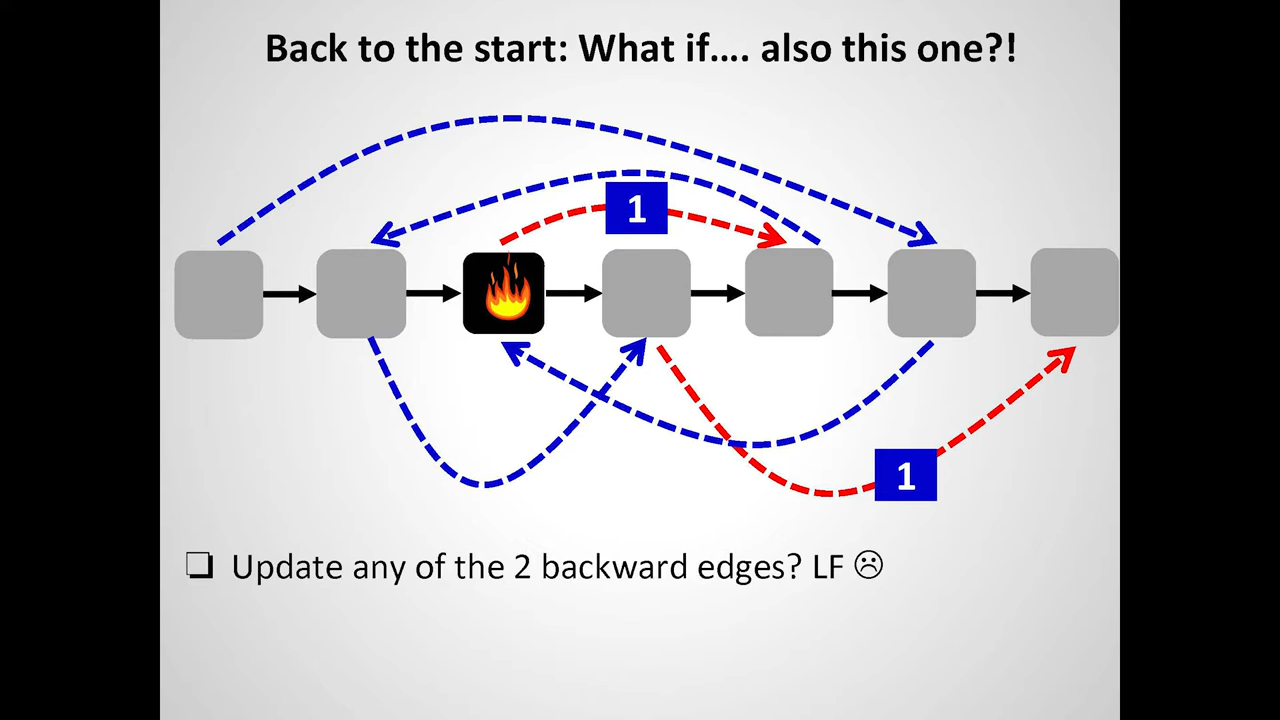 Back to the start: What if.... also this one?!
1
1
❑ Update any of the 2 backward edges? LF ☹